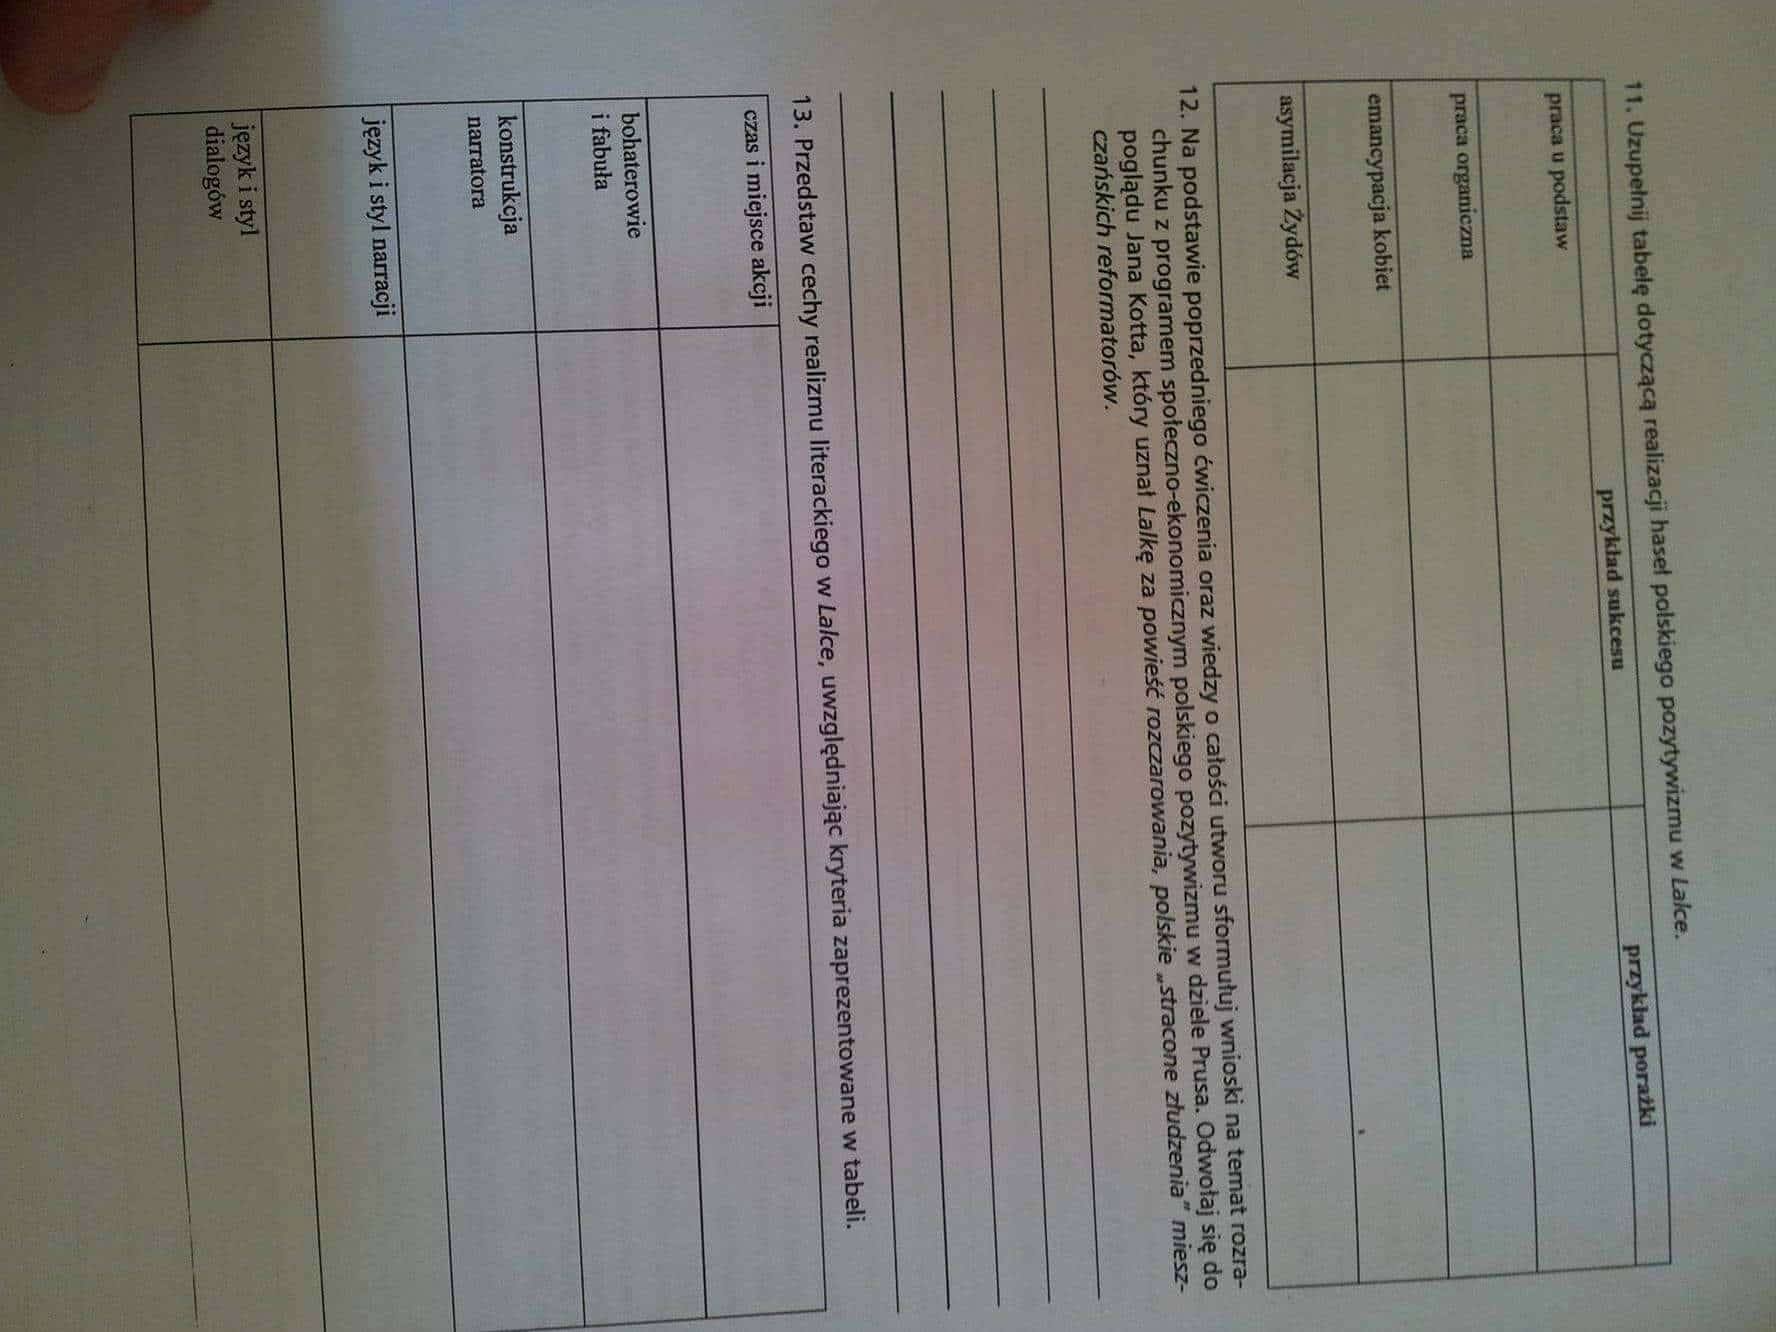 11. Uzupełnij tabelę dotyczącą realizacji haseł polskiego pozytywizmu w Lalce.
przykład sukcesu
przykład porażki
praca u podstaw
praca organiczna
emancypacja kobiet
asymilacja Żydów
12. Na podstawie poprzedniego ćwiczenia oraz wiedzy o całości utworu sformułuj wnioski na temat rozra-
chunku z programem społeczno-ekonomicznym polskiego pozytywizmu w dziele Prusa. Odwołaj się do
poglądu Jana Kotta, który uznał Lalkę za powieść rozczarowania, polskie „stracone złudzenia" miesz-
czańskich reformatorów.
13. Przedstaw cechy realizmu literackiego w Lalce, uwzględniając kryteria zaprezentowane w tabeli.
czas i miejsce akcji
bohaterowie
i fabuła
konstrukcja
narratora
język i styl narracji
język i styl
dialogów